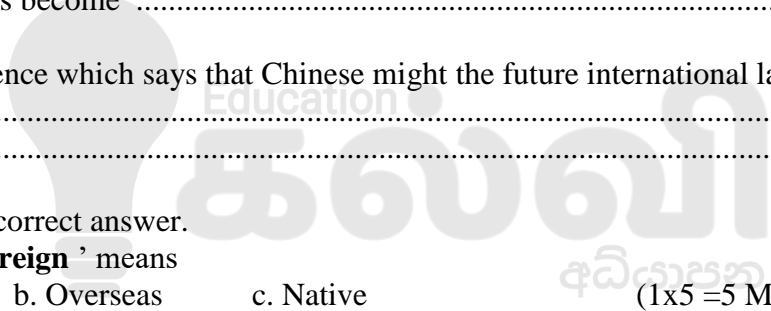 s become ..........................................................................
ence which says that Chinese might the future international la
....................................................................................................
....................................................................................................
Education
கல்வி
අධ්‍යාපන
correct answer.
reign ’ means
b. Overseas c. Native (1x5 =5 M